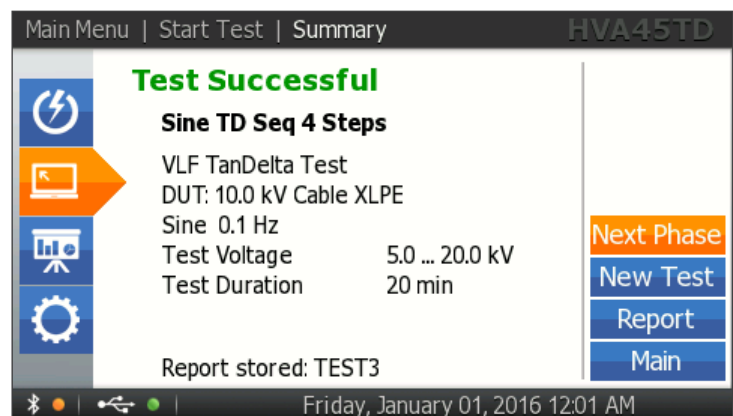 Main Menu | Start Test | Summary HVA45TD
Test Successful
Sine TD Seq 4 Steps
VLF TanDelta Test
DUT: 10.0 kV Cable XLPE
Sine 0.1 Hz
Test Voltage 5.0 ... 20.0 kV
Test Duration 20 min
Report stored: TEST3
Next Phase
New Test
Report
Main
Friday, January 01, 2016 12:01 AM